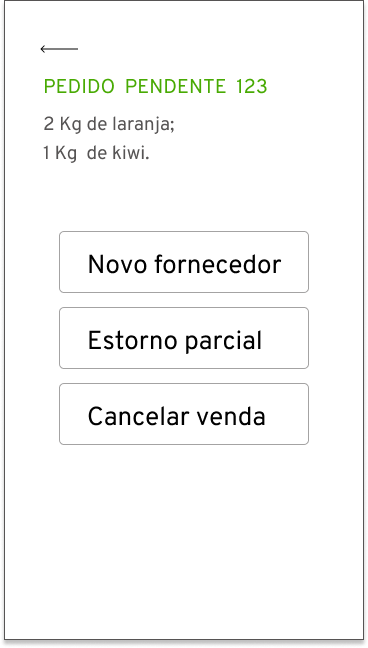 PEDIDO PENDENTE 123
2 Kg de laranja;
1 Kg de kiwi.
Novo fornecedor
Estorno parcial
Cancelar venda